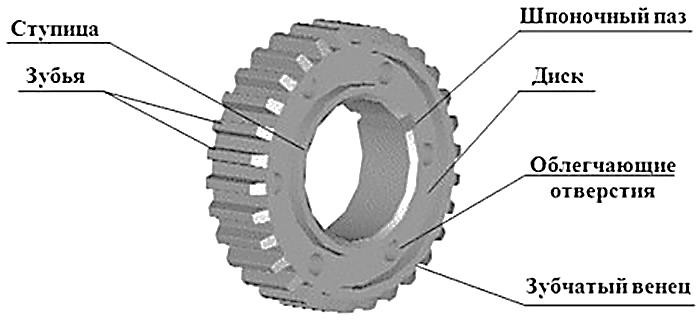 Ступица
Зубья
Шпоночный паз
Диск
Облегчающие
отверстия
Зубчатый венец